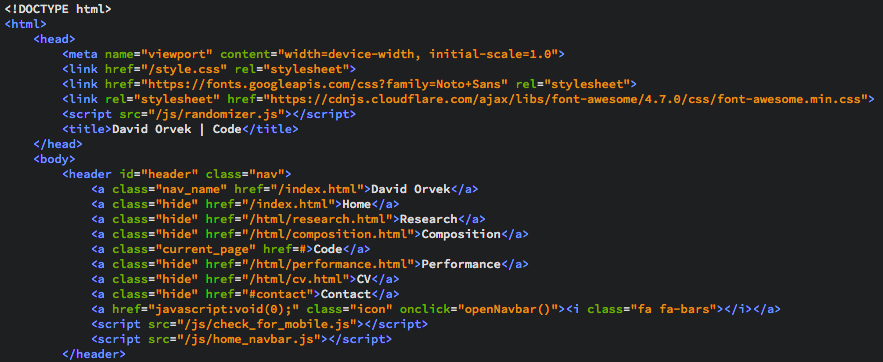 <!DOCTYPE html>
<html>
<head>
<meta name="viewport" content="width=device-width, initial-scale=1.0">
<link href="/style.css" rel="stylesheet">
<link href="https://fonts.googleapis.com/css?family=Noto+Sans" rel="stylesheet">
<link rel="stylesheet" href="https://cdnjs.cloudflare.com/ajax/libs/font-awesome/4.7.0/css/font-awesome.min.css">
<script src="/js/randomizer.js"></script>
<title>David Orvek | Code</title>
</head>
<body>
<header id="header" class="nav">
<a class="nav_name" href="/index.html">David Orvek</a>
<a class="hide" href="/index.html">Home</a>
<a class="hide" href="/html/research.html">Research</a>
<a class="hide" href="/html/composition.html">Composition</a>
<a class="current_page" href=#>Code</a>
<a class="hide" href="/html/performance.html">Performance</a>
<a class="hide" href="/html/cv.html">CV</a>
<a class="hide" href="#contact">Contact</a>
<a href="javascript:void(0);" class="icon" onclick="openNavbar()"><i class="fa fa-bars"></i></a>
<script src="/js/check_for_mobile.js"></script>
<script src="/js/home_navbar.js"></script>
</header>